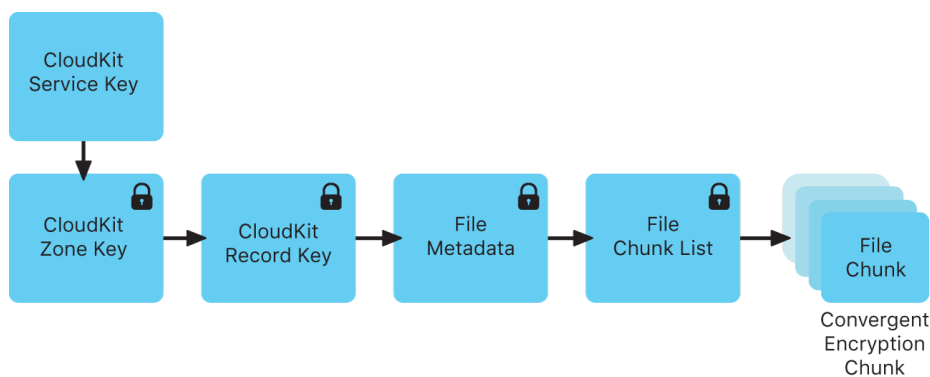 CloudKit
Service Key
CloudKit
Zone Key
CloudKit
Record Key
File
Metadata
File
Chunk List
File
Chunk
Convergent
Encryption
Chunk